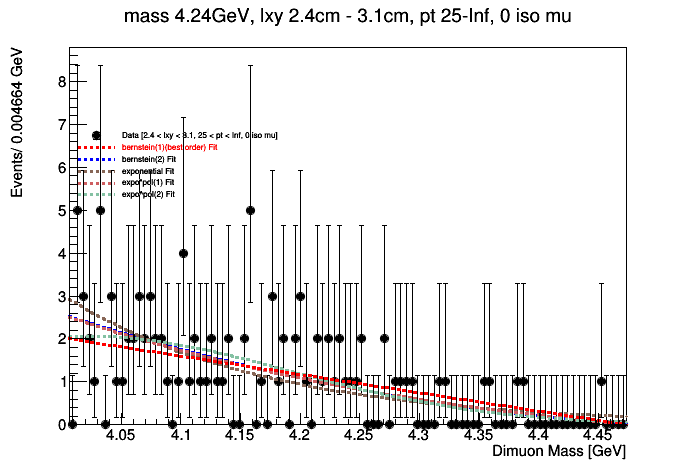 mass 4.24GeV, lxy 2.4cm - 3.1cm, pt 25-Inf, 0 iso mu
Events/ 0.004664 GeV
8
7
6
5
4
3
2
1
0
Data [2.4 < lxy < 3.1, 25 < pt < Inf, 0 iso mu]
bernstein(1)(best order) Fit
bernstein(2) Fit
exponential Fit
expo*pol(1) Fit
expo*pol(2) Fit
4.05 4.1 4.15 4.2 4.25 4.3 4.35 4.4 4.45
Dimuon Mass [GeV]